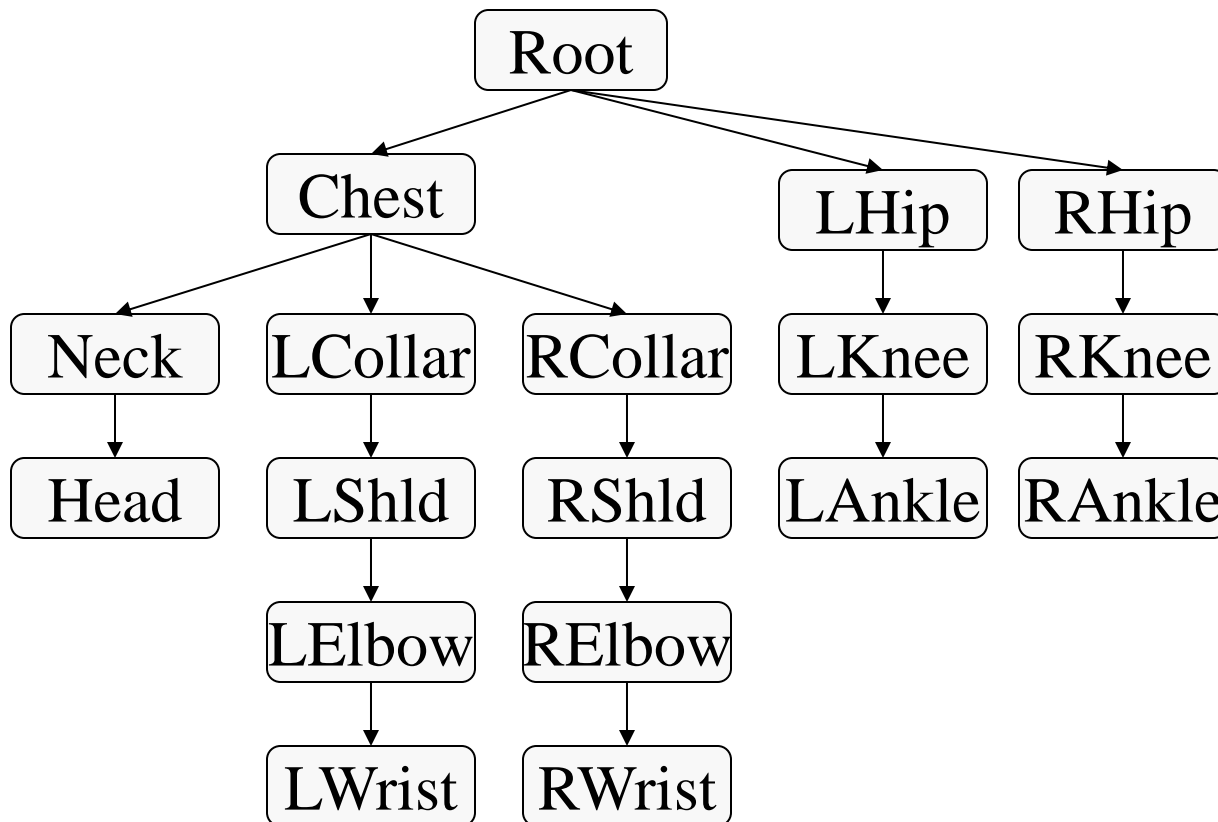 Root
Chest
LHip
RHip
Neck
LCollar
RCollar
LKnee
RKnee
Head
LShld
RShld
LAnkle
RAnkle
LElbow
RElbow
LWrist
RWrist